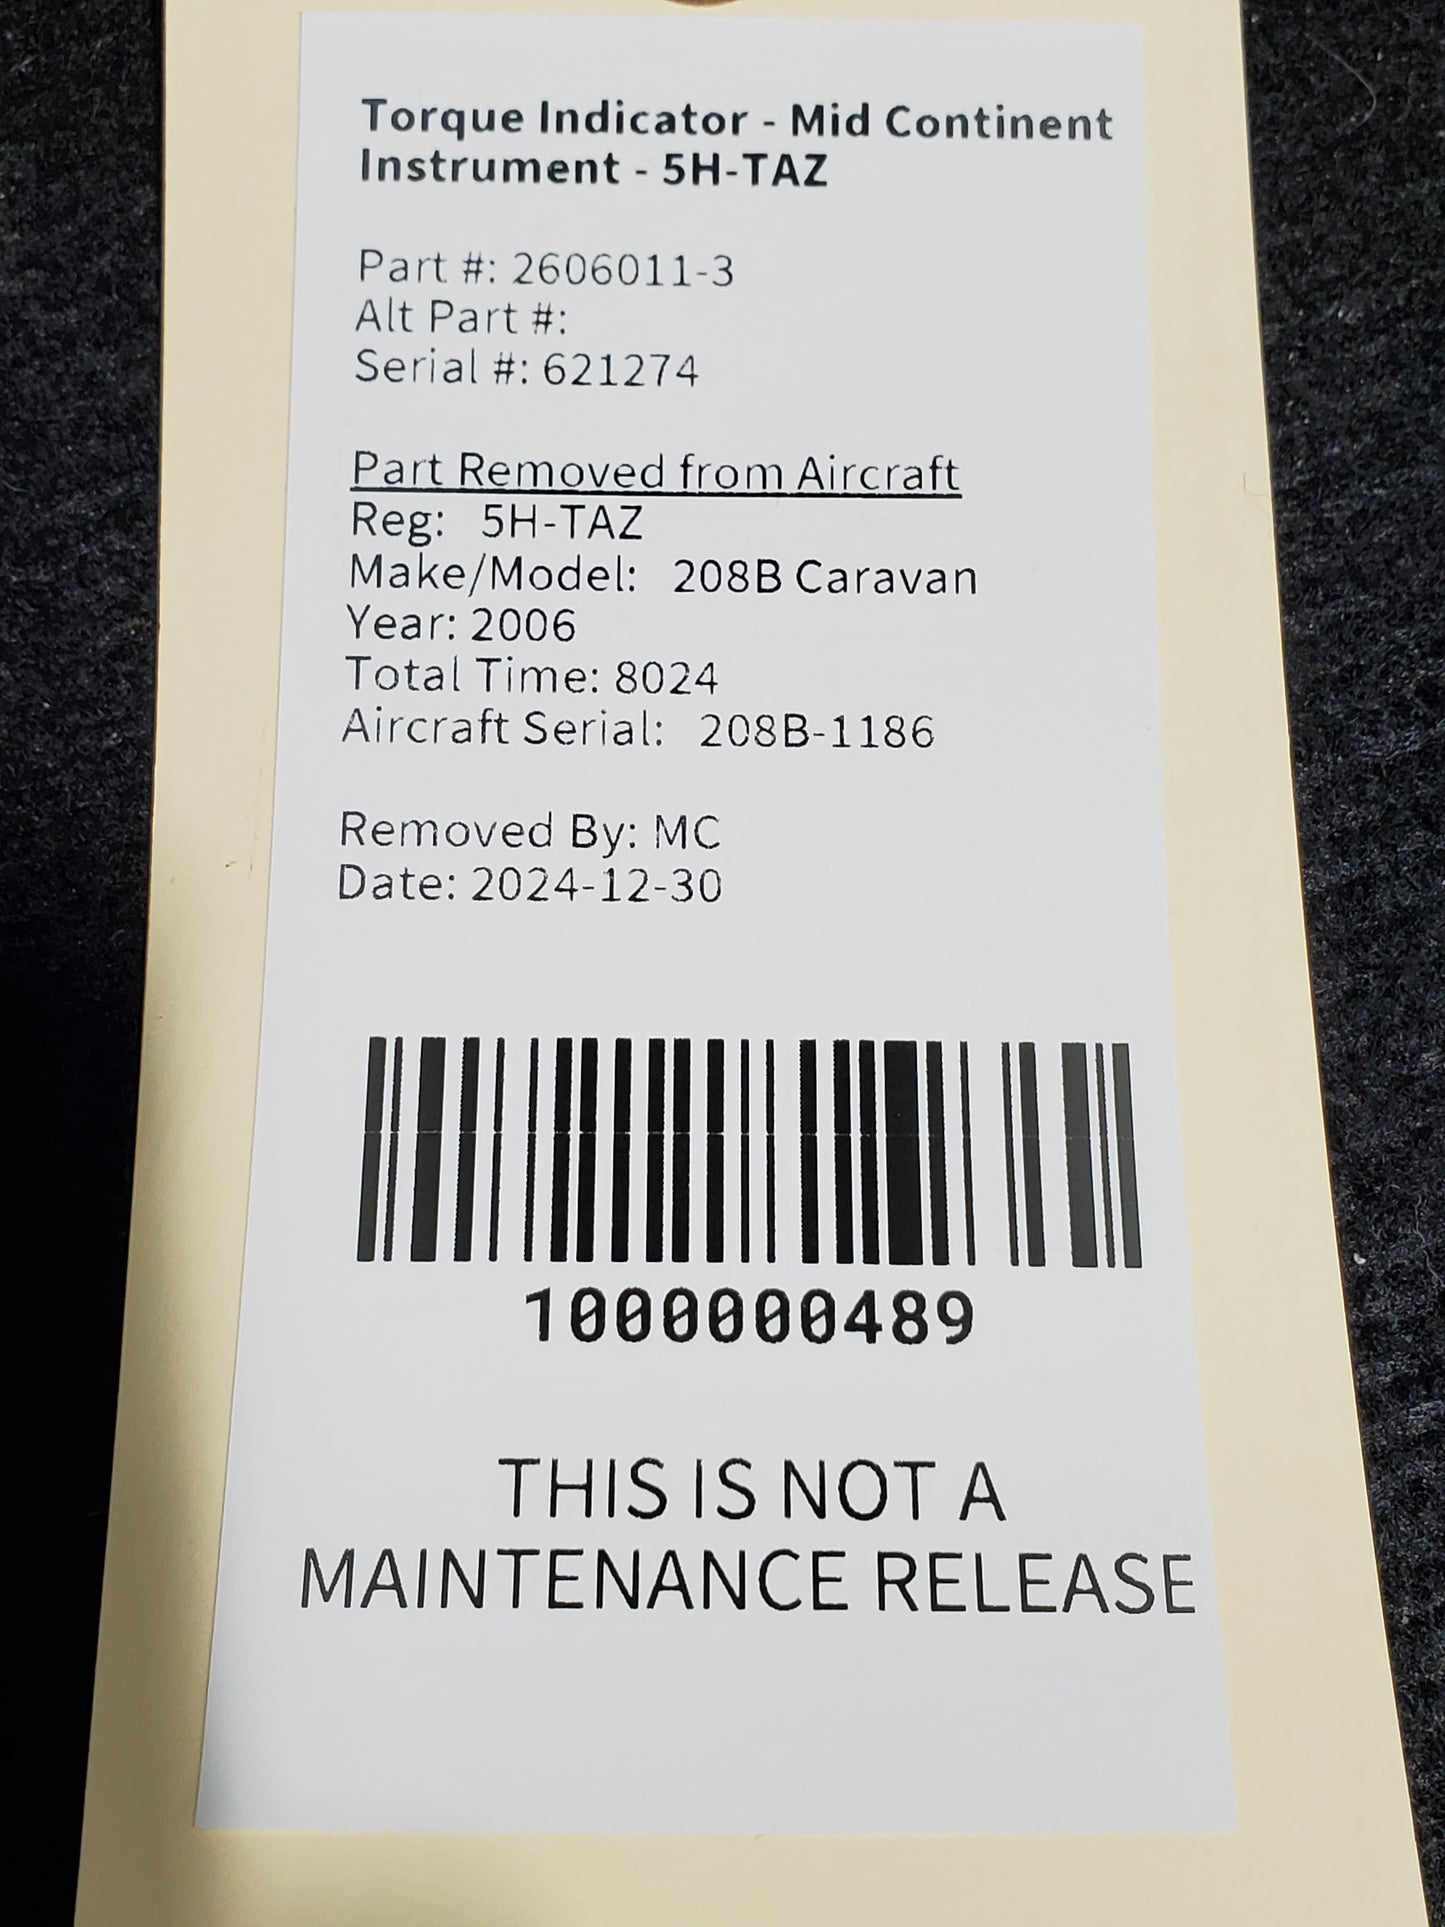 Torque Indicator - Mid Continent
Instrument - 5H-TAZ
Part #: 2606011-3
Alt Part #:
Serial #: 621274
Part Removed from Aircraft
Reg: 5H-TAZ
Make/Model: 208B Caravan
Year: 2006
Total Time: 8024
Aircraft Serial: 208B-1186
Removed By: MC
Date: 2024-12-30
1000000489
THIS IS NOT A
MAINTENANCE RELEASE